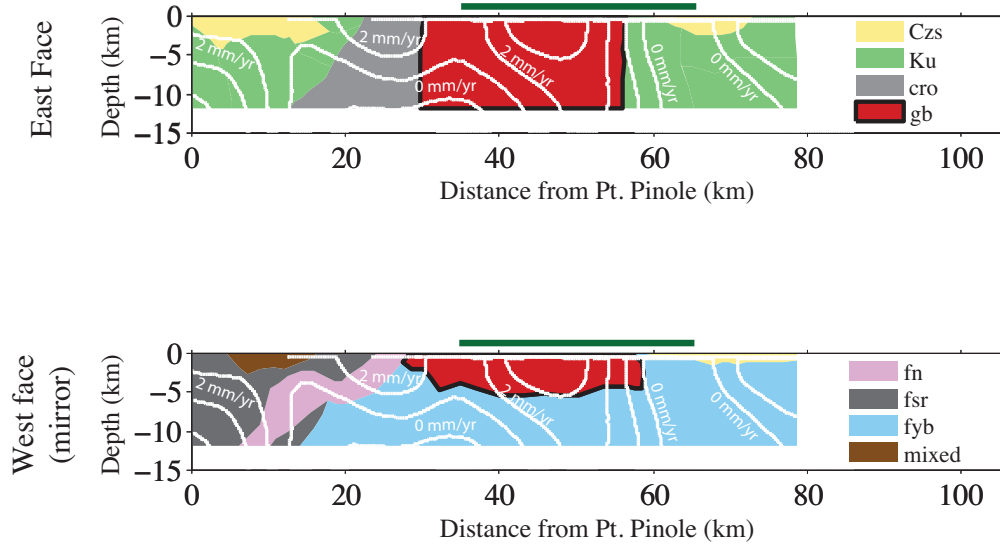 East Face
Depth (km)
0
−5
−10
−15
2 mm/yr
2 mm/yr
0 mm/yr
2 mm/yr
0 mm/yr
0 mm/yr
Czs
Ku
cro
gb
0 20 40 60 80 100
Distance from Pt. Pinole (km)
West face
(mirror)
Depth (km)
0
−5
−10
−15
2 mm/yr
2 mm/yr
0 mm/yr
2 mm/yr
0 mm/yr
0 mm/yr
fn
fsr
fyb
mixed
0 20 40 60 80 100
Distance from Pt. Pinole (km)